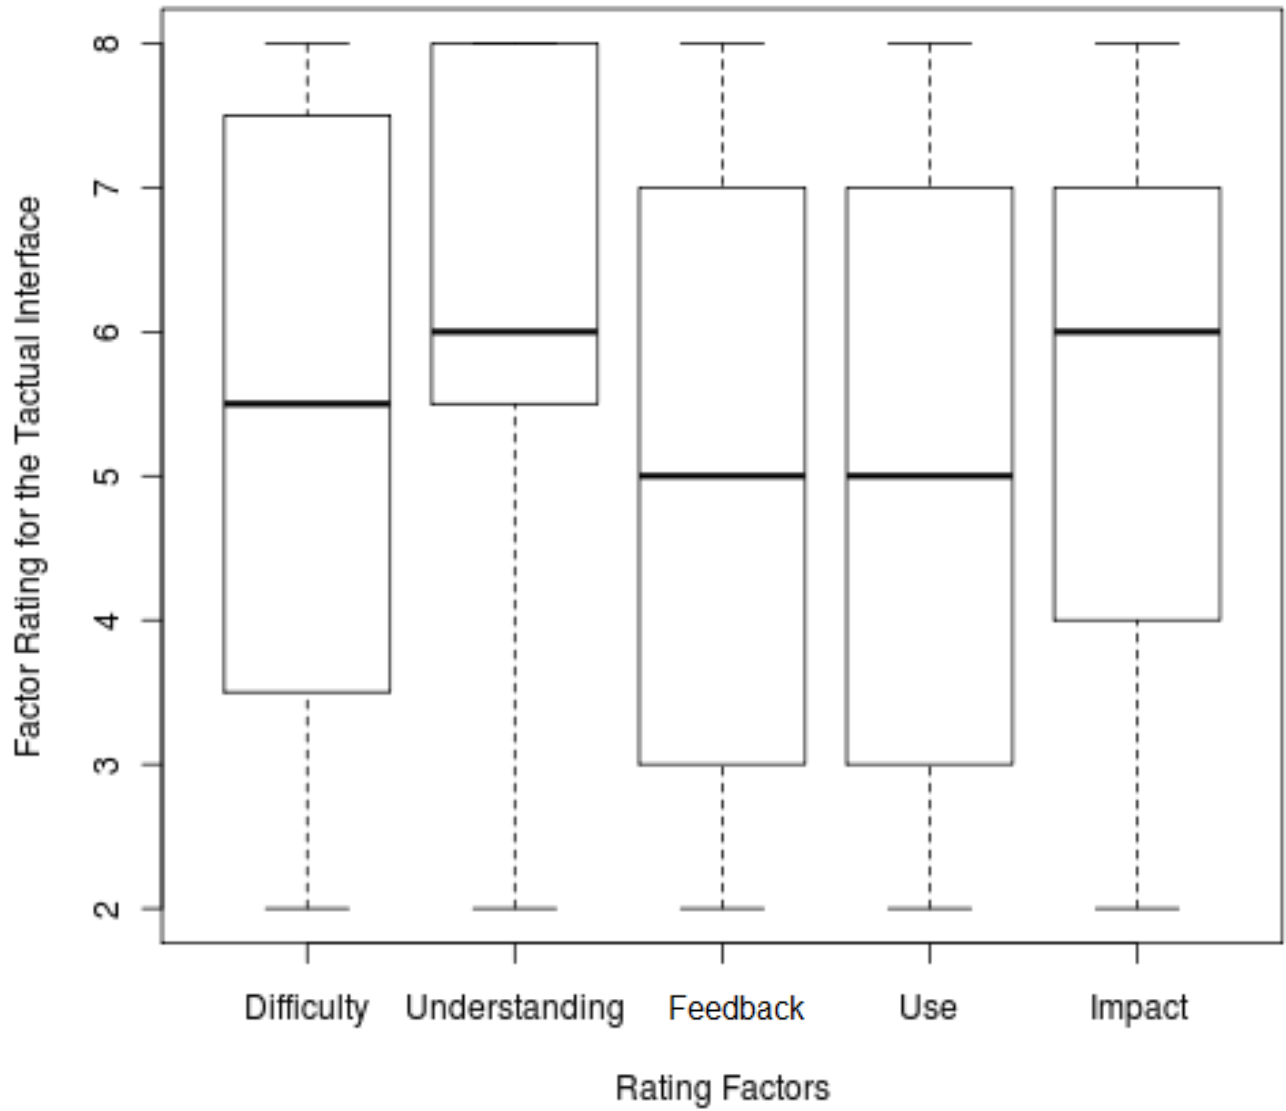 Factor Rating for the Tactual Interface
8
7
6
5
4
3
2
Difficulty Understanding Feedback Use Impact
Rating Factors